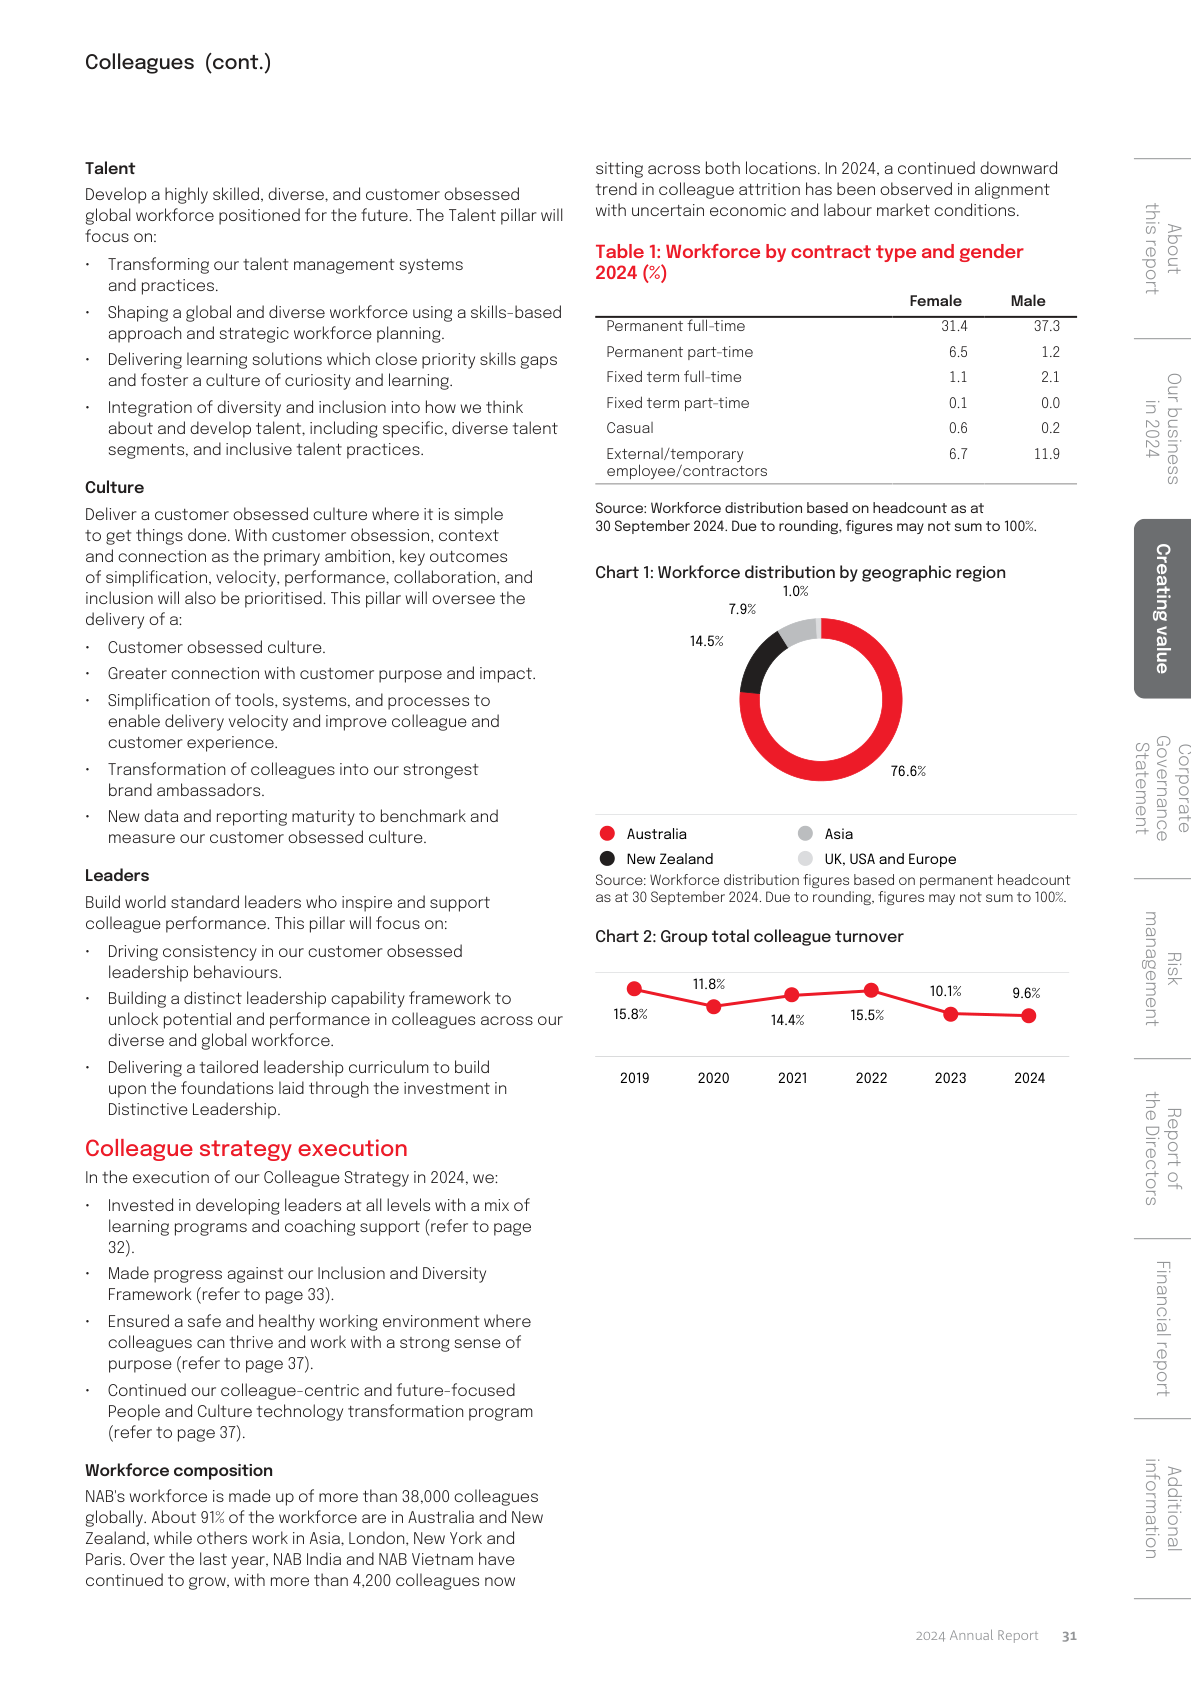 Colleagues (cont.)
Talent
Develop a highly skilled, diverse, and customer obsessed
global workforce positioned for the future. The Talent pillar will
focus on:
• Transforming our talent management systems
and practices.
• Shaping a global and diverse workforce using a skills-based
approach and strategic workforce planning.
• Delivering learning solutions which close priority skills gaps
and foster a culture of curiosity and learning.
• Integration of diversity and inclusion into how we think
about and develop talent, including specific, diverse talent
segments, and inclusive talent practices.
Culture
Deliver a customer obsessed culture where it is simple
to get things done. With customer obsession, context
and connection as the primary ambition, key outcomes
of simplification, velocity, performance, collaboration, and
inclusion will also be prioritised. This pillar will oversee the
delivery of a:
• Customer obsessed culture.
• Greater connection with customer purpose and impact.
• Simplification of tools, systems, and processes to
enable delivery velocity and improve colleague and
customer experience.
• Transformation of colleagues into our strongest
brand ambassadors.
• New data and reporting maturity to benchmark and
measure our customer obsessed culture.
Leaders
Build world standard leaders who inspire and support
colleague performance. This pillar will focus on:
• Driving consistency in our customer obsessed
leadership behaviours.
• Building a distinct leadership capability framework to
unlock potential and performance in colleagues across our
diverse and global workforce.
• Delivering a tailored leadership curriculum to build
upon the foundations laid through the investment in
Distinctive Leadership.
Colleague strategy execution
In the execution of our Colleague Strategy in 2024, we:
• Invested in developing leaders at all levels with a mix of
learning programs and coaching support (refer to page
32).
• Made progress against our Inclusion and Diversity
Framework (refer to page 33).
• Ensured a safe and healthy working environment where
colleagues can thrive and work with a strong sense of
purpose (refer to page 37).
• Continued our colleague-centric and future-focused
People and Culture technology transformation program
(refer to page 37).
Workforce composition
NAB's workforce is made up of more than 38,000 colleagues
globally. About 91% of the workforce are in Australia and New
Zealand, while others work in Asia, London, New York and
Paris. Over the last year, NAB India and NAB Vietnam have
continued to grow, with more than 4,200 colleagues now
sitting across both locations. In 2024, a continued downward
trend in colleague attrition has been observed in alignment
with uncertain economic and labour market conditions.
Table 1: Workforce by contract type and gender
2024 (%)
Female Male
Permanent full-time 31.4 37.3
Permanent part-time 6.5 1.2
Fixed term full-time 1.1 2.1
Fixed term part-time 0.1 0.0
Casual 0.6 0.2
External/temporary 6.7 11.9
employee/contractors
Source: Workforce distribution based on headcount as at
30 September 2024. Due to rounding, figures may not sum to 100%.
Chart 1: Workforce distribution by geographic region
1.0%
7.9%
14.5%
76.6%
Australia Asia
New Zealand UK, USA and Europe
Source: Workforce distribution figures based on permanent headcount
as at 30 September 2024. Due to rounding, figures may not sum to 100%.
Chart 2: Group total colleague turnover
15.8% 11.8% 14.4% 15.5% 10.1% 9.6%
2019 2020 2021 2022 2023 2024
About
this report
Our business
in 2024
Creating value
Corporate
Governance
Statement
Risk
management
Report of
the Directors
Financial report
Additional
information
2024 Annual Report 31